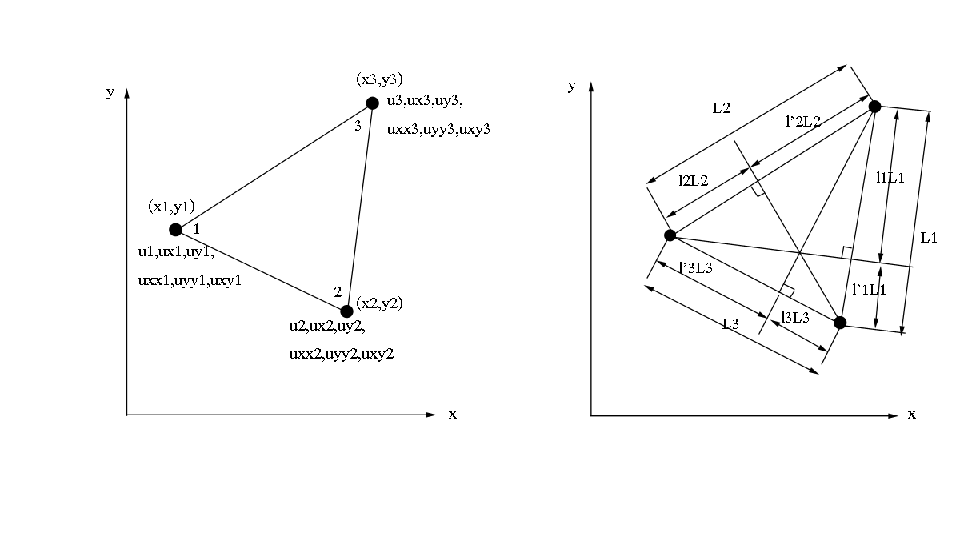 y
(x3,y3)
u3,ux3,uy3,
3
uxx3,uyy3,uxy3
(x1,y1)
1
u1,ux1,uy1,
uxx1,uyy1,uxy1
2
(x2,y2)
u2,ux2,uy2,
uxx2,uyy2,uxy2
x
y
L2
l'2L2
l2L2
l1L1
L1
l'3L3
l'1L1
l3L3
L3
x